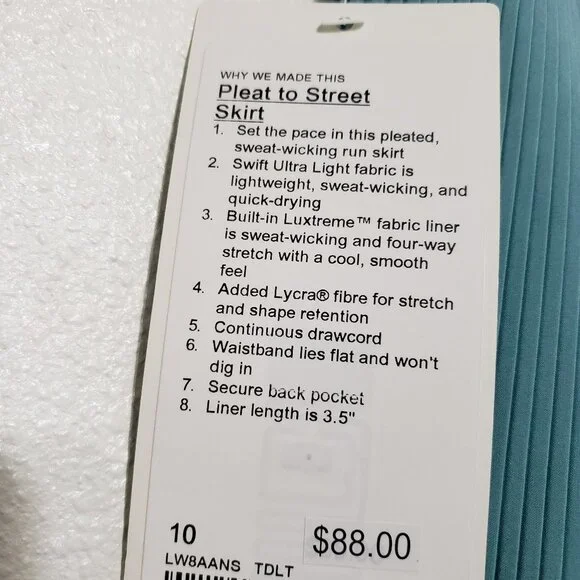 WHY WE MADE THIS
Pleat to Street
Skirt
1. Set the pace in this pleated,
sweat-wicking run skirt
2. Swift Ultra Light fabric is
lightweight, sweat-wicking, and
quick-drying
3. Built-in Luxtreme™ fabric liner
is sweat-wicking and four-way
stretch with a cool, smooth
feel
4. Added Lycra® fibre for stretch
and shape retention
5. Continuous drawcord
6. Waistband lies flat and won't
dig in
7. Secure back pocket
8. Liner length is 3.5"
10
$88.00
LW8AANS TDLT